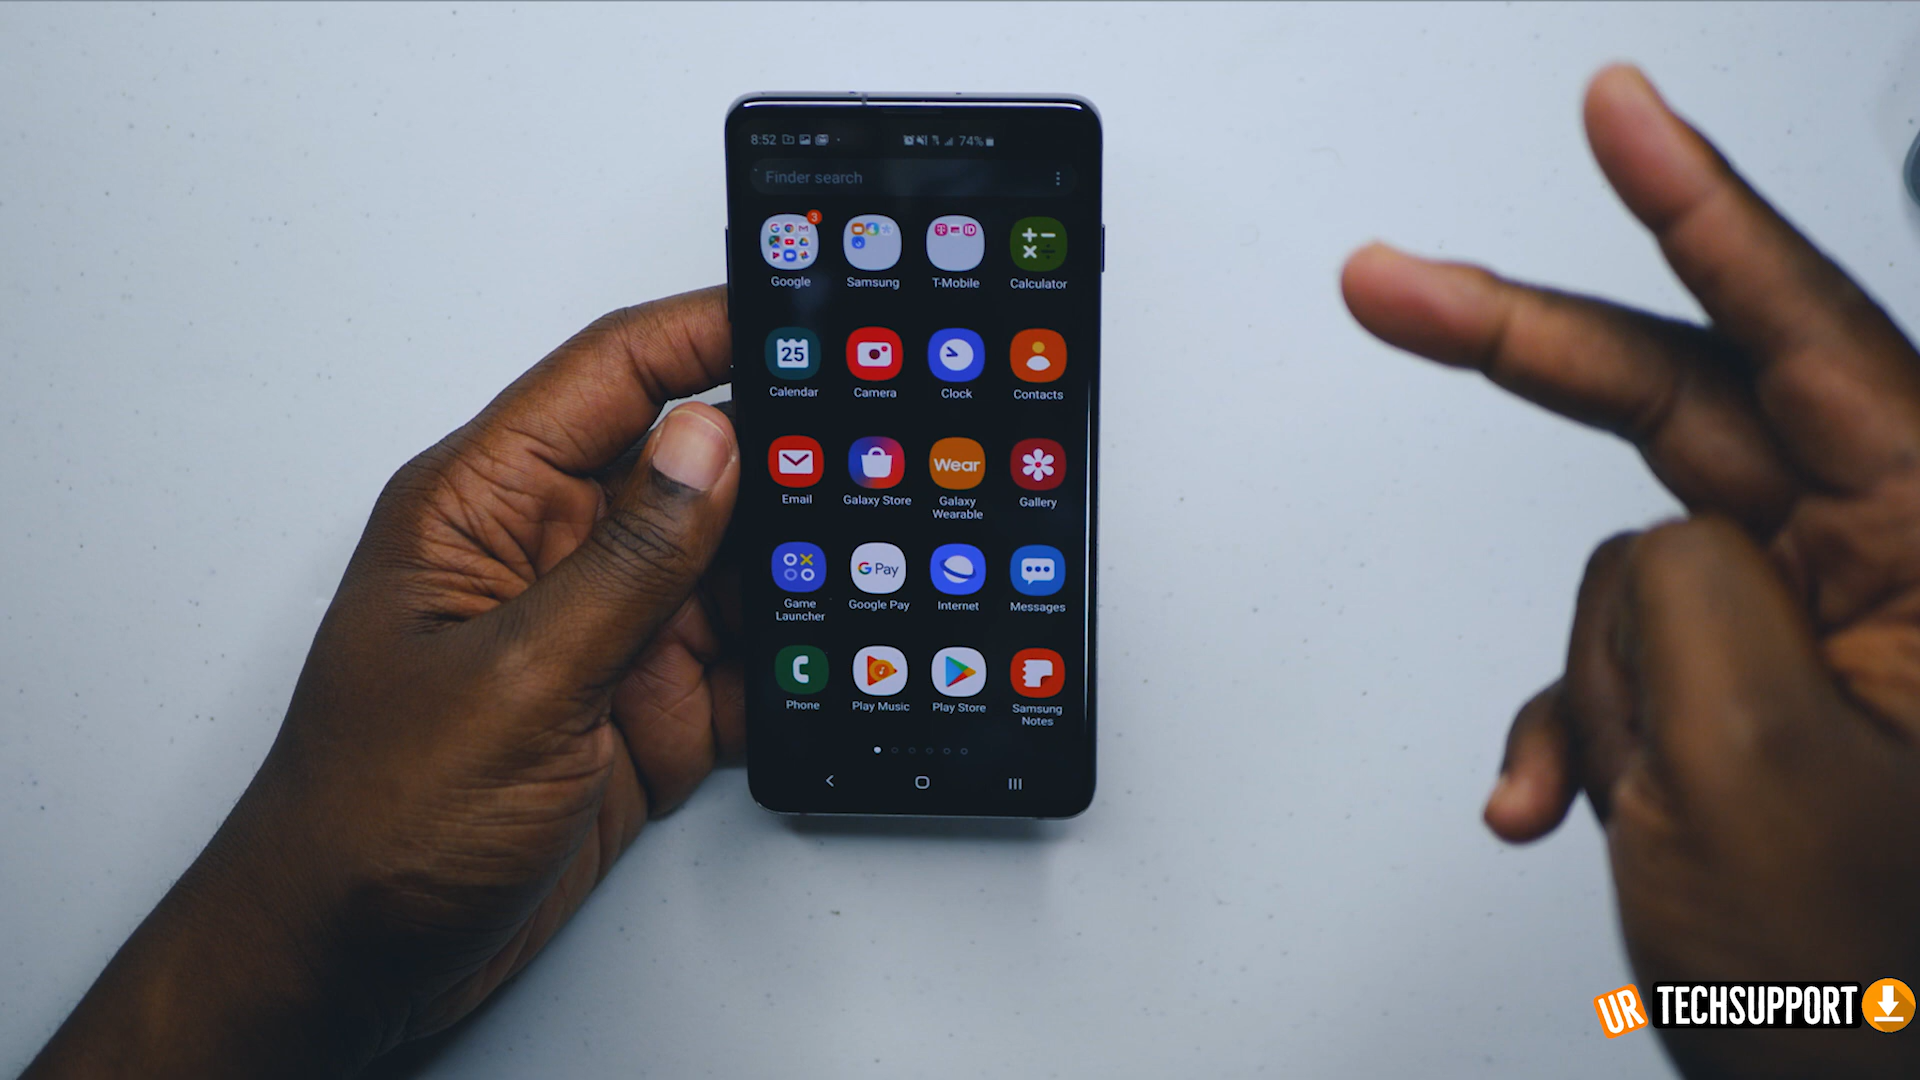 8:52 74%
Finder search
3
Google Samsung T-Mobile Calculator
25
Calendar Camera Clock Contacts
Wear
Email Galaxy Store Galaxy Wearable Gallery
G Pay
Game Launcher Google Pay Internet Messages
Phone Play Music Play Store Samsung Notes
UR TECHSUPPORT